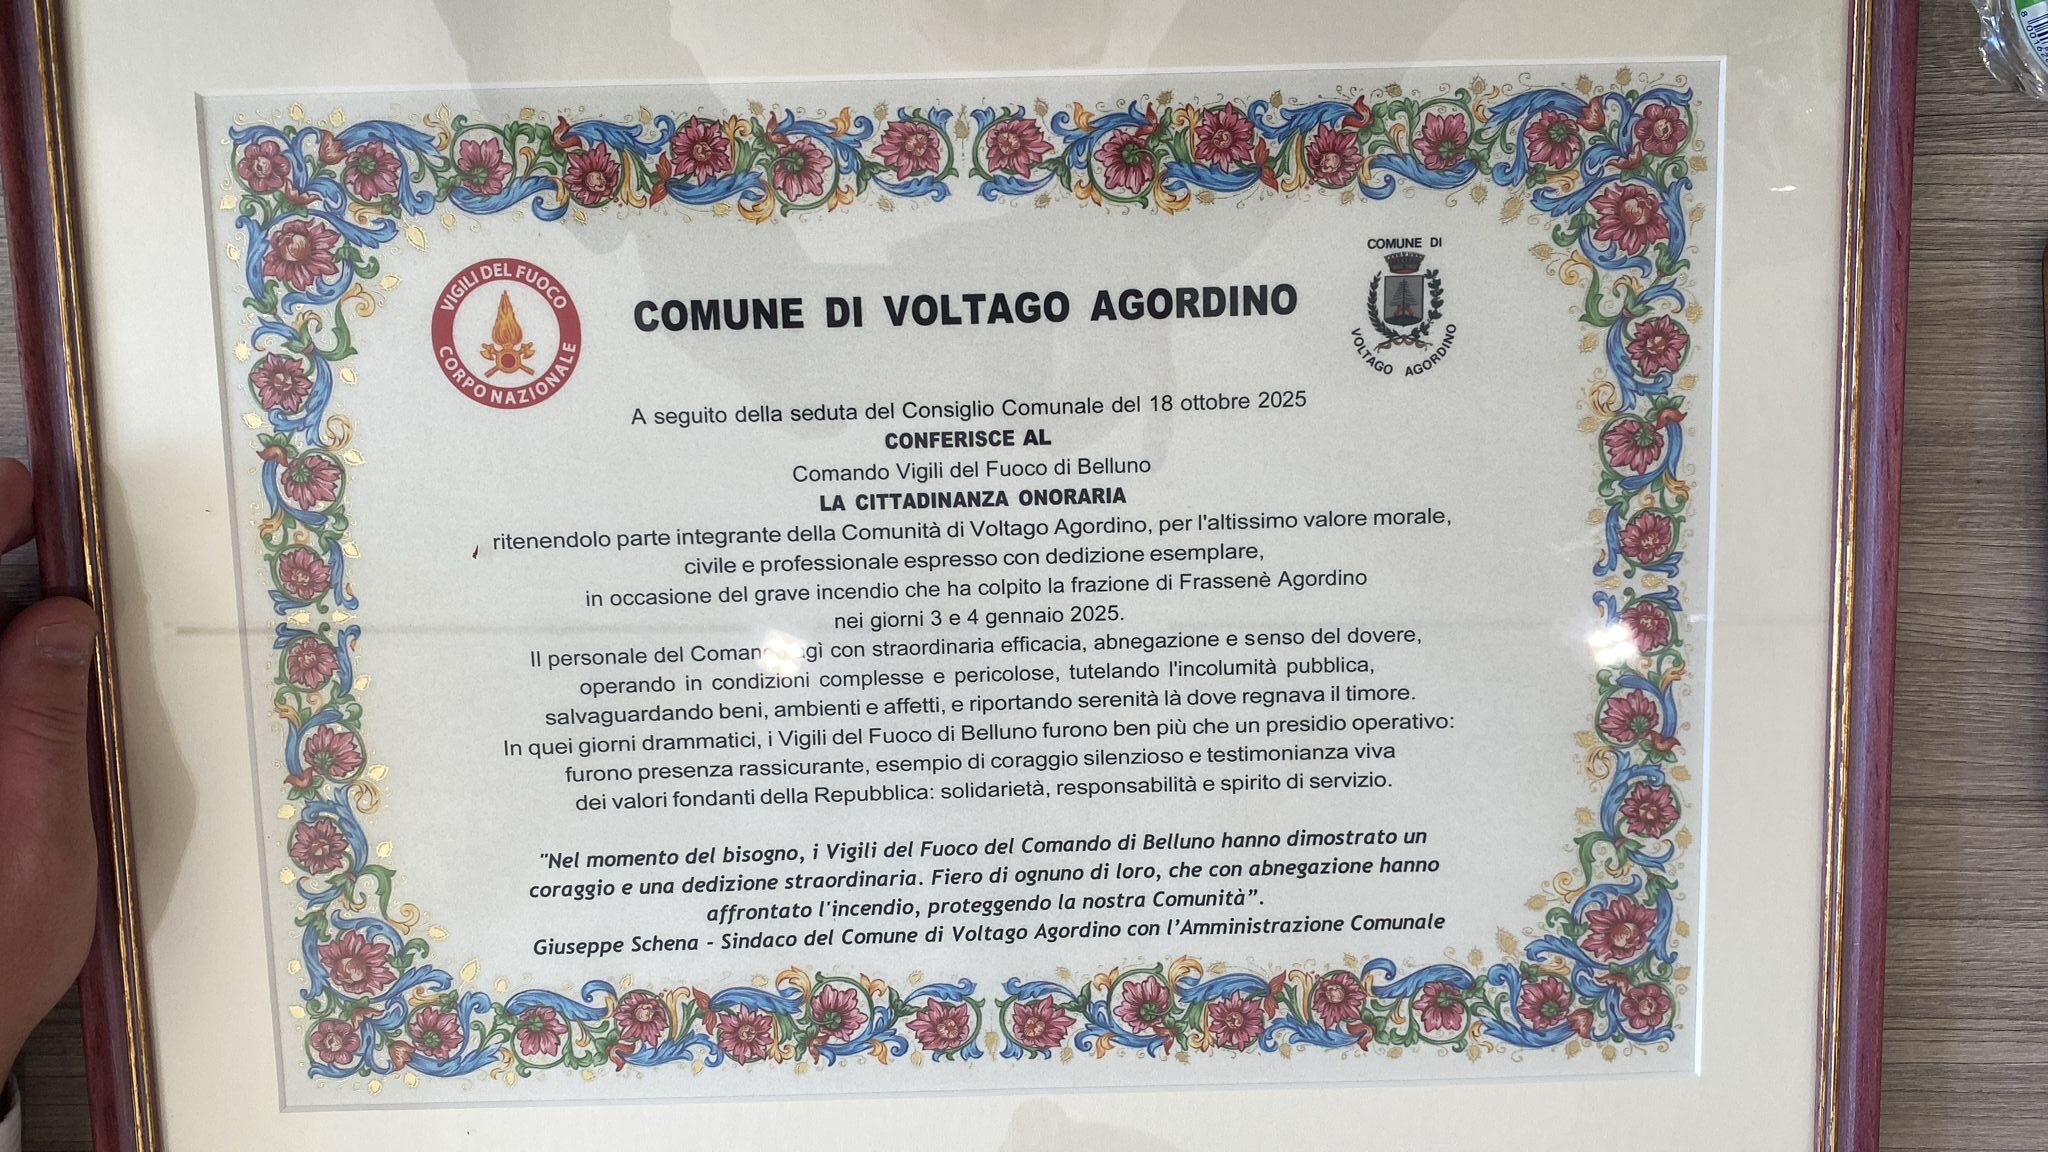 VIGILI DEL FUOCO
CORPO NAZIONALE
COMUNE DI VOLTAGO AGORDINO
COMUNE DI
VOLTAGO AGORDINO
A seguito della seduta del Consiglio Comunale del 18 ottobre 2025
CONFERISCE AL
Comando Vigili del Fuoco di Belluno
LA CITTADINANZA ONORARIA
ritenendolo parte integrante della Comunità di Voltago Agordino, per l'altissimo valore morale,
civile e professionale espresso con dedizione esemplare,
in occasione del grave incendio che ha colpito la frazione di Frassenè Agordino
nei giorni 3 e 4 gennaio 2025.
Il personale del Comando agì con straordinaria efficacia, abnegazione e senso del dovere,
operando in condizioni complesse e pericolose, tutelando l'incolumità pubblica,
salvaguardando beni, ambienti e affetti, e riportando serenità là dove regnava il timore.
In quei giorni drammatici, i Vigili del Fuoco di Belluno furono ben più che un presidio operativo:
furono presenza rassicurante, esempio di coraggio silenzioso e testimonianza viva
dei valori fondanti della Repubblica: solidarietà, responsabilità e spirito di servizio.
"Nel momento del bisogno, i Vigili del Fuoco del Comando di Belluno hanno dimostrato un
coraggio e una dedizione straordinaria. Fiero di ognuno di loro, che con abnegazione hanno
affrontato l'incendio, proteggendo la nostra Comunità”.
Giuseppe Schena - Sindaco del Comune di Voltago Agordino con l’Amministrazione Comunale